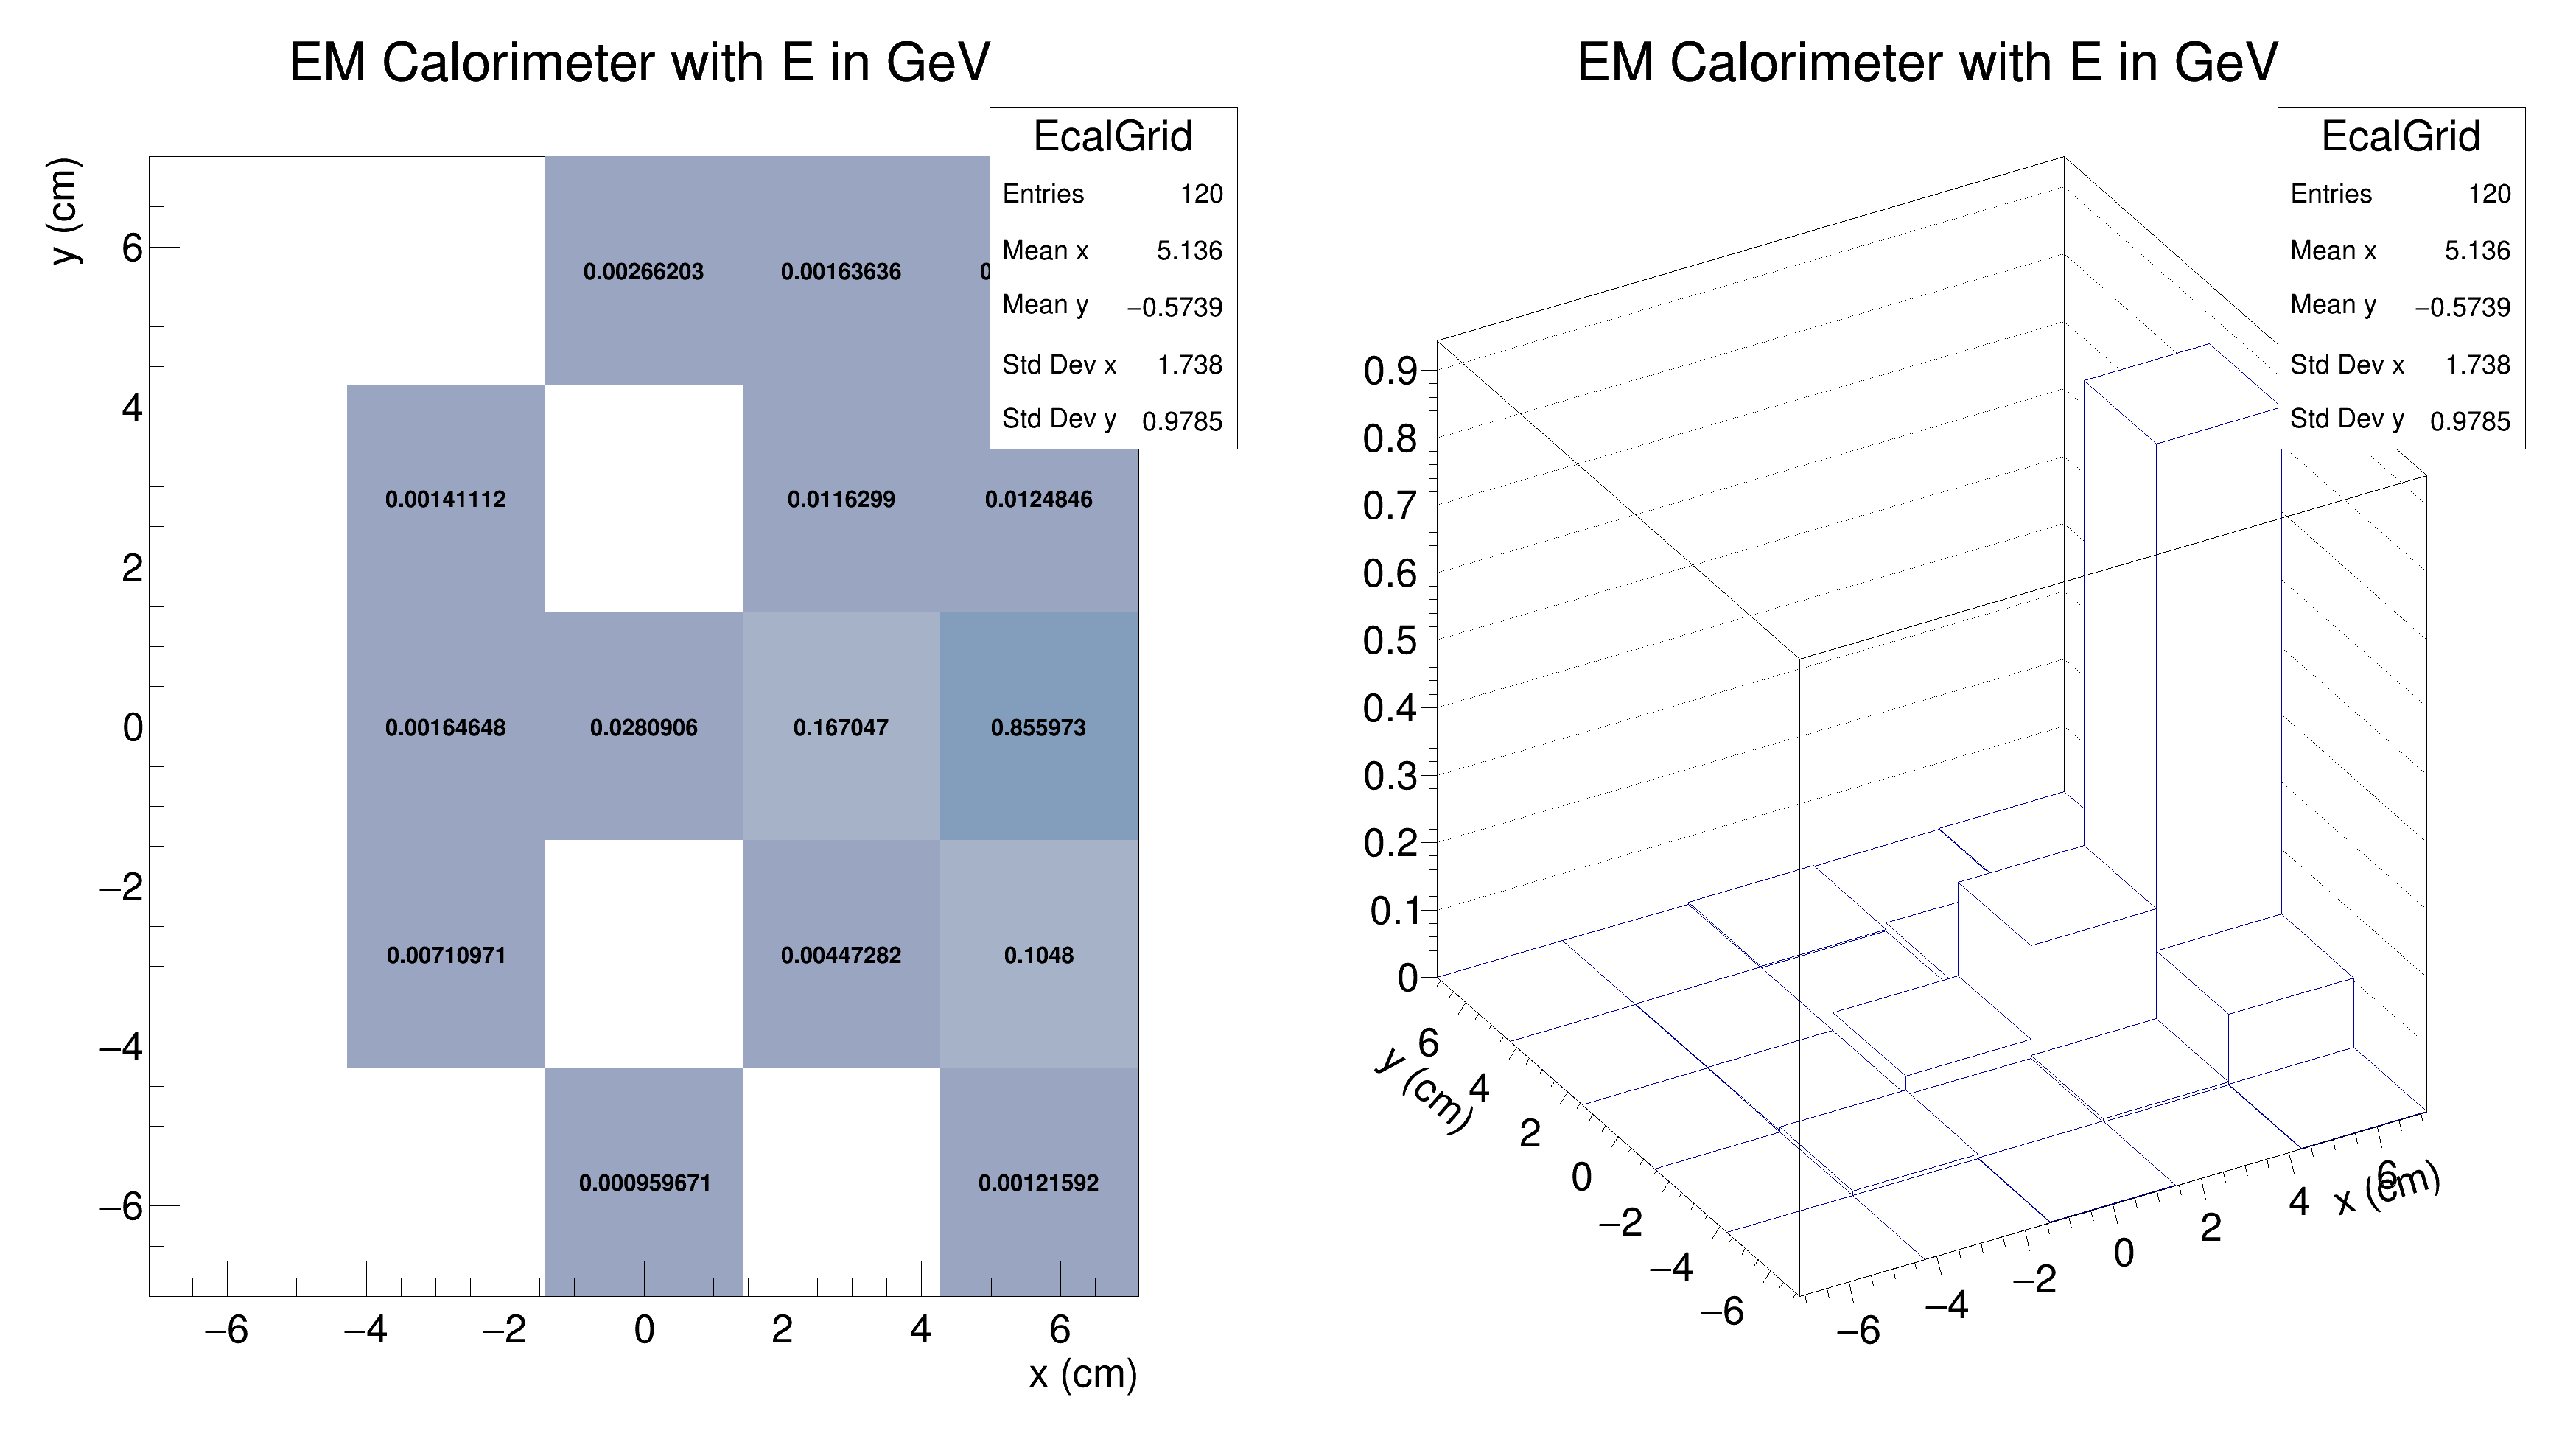 EM Calorimeter with E in GeV
EcalGrid
Entries 120
Mean x 5.136
Mean y −0.5739
Std Dev x 1.738
Std Dev y 0.9785
y (cm)
6
4
2
0
−2
−4
−6
0.00266203 0.00163636 0
0.00141112 0.0116299 0.0124846
0.00164648 0.0280906 0.167047 0.855973
0.00710971 0.00447282 0.1048
0.000959671 0.00121592
−6 −4 −2 0 2 4 6
x (cm)
EM Calorimeter with E in GeV
EcalGrid
Entries 120
Mean x 5.136
Mean y −0.5739
Std Dev x 1.738
Std Dev y 0.9785
0.9
0.8
0.7
0.6
0.5
0.4
0.3
0.2
0.1
0
6
4
2
0
−2
−4
−6
y (cm)
−6 −4 −2 0 2 4 6
x (cm)